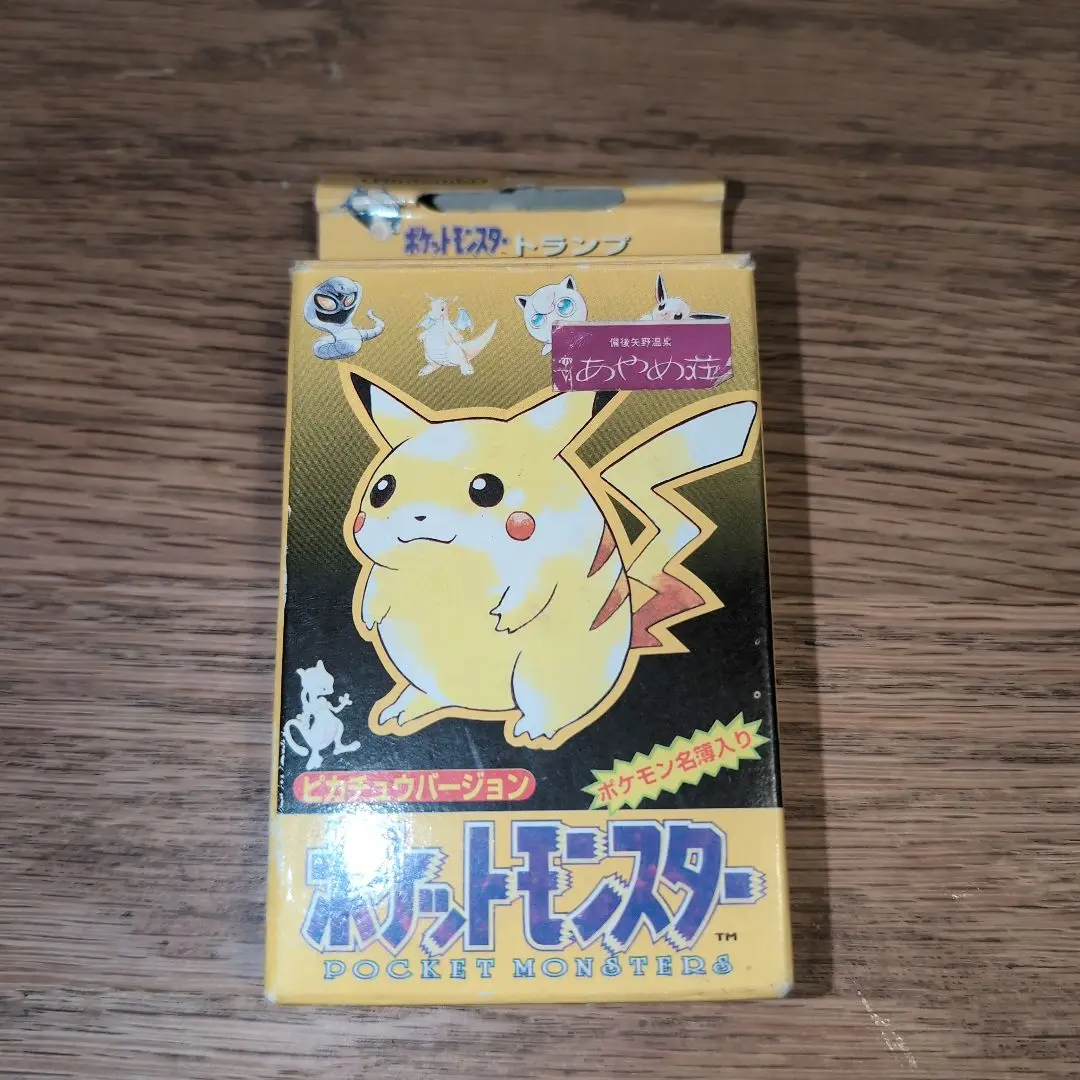 ポケットモンスター トランプ
備後矢野温泉
あやめ荘
ポケモン名簿入り
ピカチュウバージョン
ポケットモンスター
TM
POCKET MONSTERS